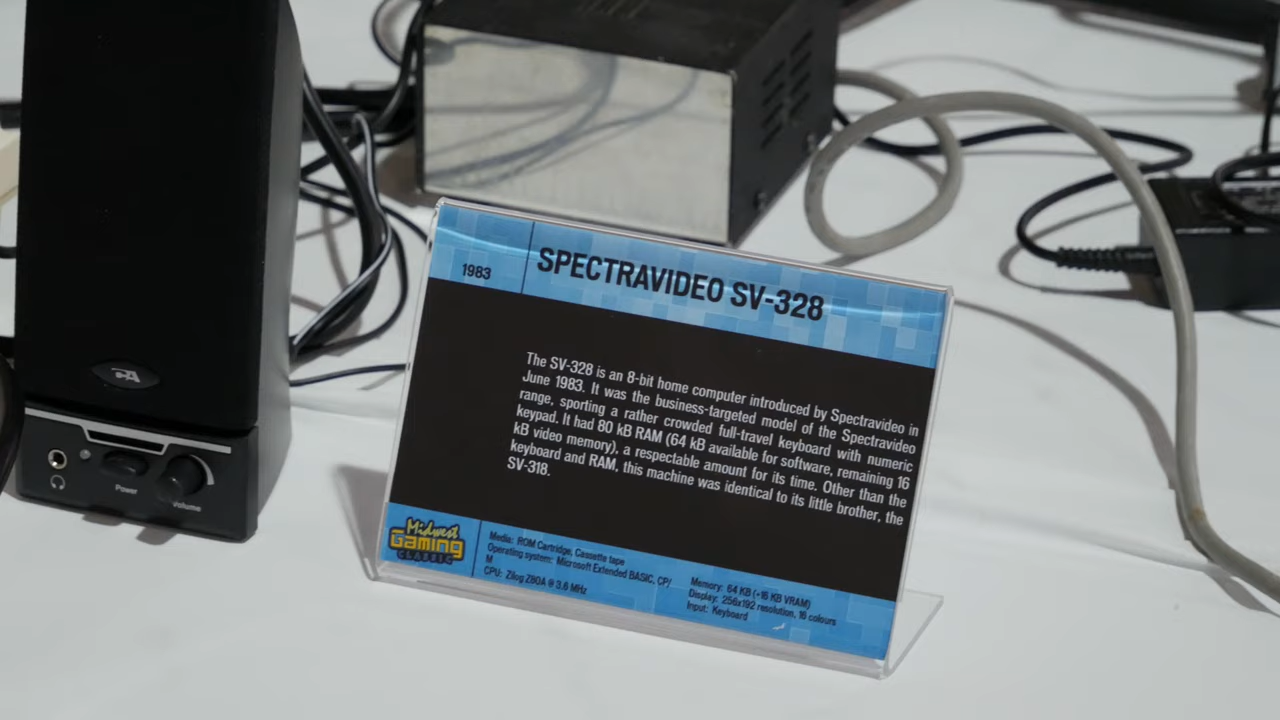 1983
SPECTRAVIDEO SV-328
The SV-328 is an 8-bit home computer introduced by Spectravideo in
June 1983. It was the business-targeted model of the Spectravideo
range, sporting a rather crowded full-travel keyboard with numeric
keypad. It had 80 kB RAM (64 kB available for software, remaining 16
kB video memory), a respectable amount for its time. Other than the
keyboard and RAM, this machine was identical to its little brother, the
SV-318.
Midwest
Gaming
CLASSIC
Media: ROM Cartridge, Cassette tape
Operating system: Microsoft Extended BASIC, CP/
M
CPU: Zilog Z80A @ 3.6 MHz
Memory: 64 KB (+16 KB VRAM)
Display: 256x192 resolution, 16 colours
Input: Keyboard
CA
Power
Volume